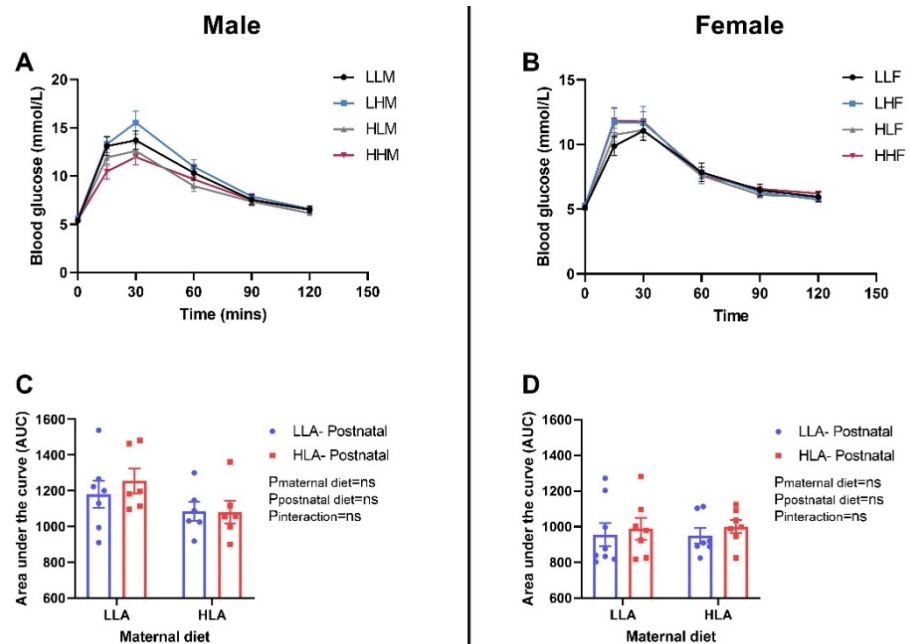 Male
Female
A
Blood glucose (mmol/L)
20
15
10
5
0
0
30
60
90
120
150
Time (mins)
LLM
LHM
HLM
HHM
B
Blood glucose (mmol/L)
15
10
5
0
0
30
60
90
120
150
Time
LLF
LHF
HLF
HHF
C
Area under the curve (AUC)
1600
1400
1200
1000
800
600
LLA
HLA
Maternal diet
LLA- Postnatal
HLA- Postnatal
Pmaternal diet=ns
Ppostnatal diet=ns
Pinteraction=ns
D
Area under the curve (AUC)
1600
1400
1200
1000
800
600
LLA
HLA
Maternal diet
LLA- Postnatal
HLA- Postnatal
Pmaternal diet=ns
Ppostnatal diet=ns
Pinteraction=ns